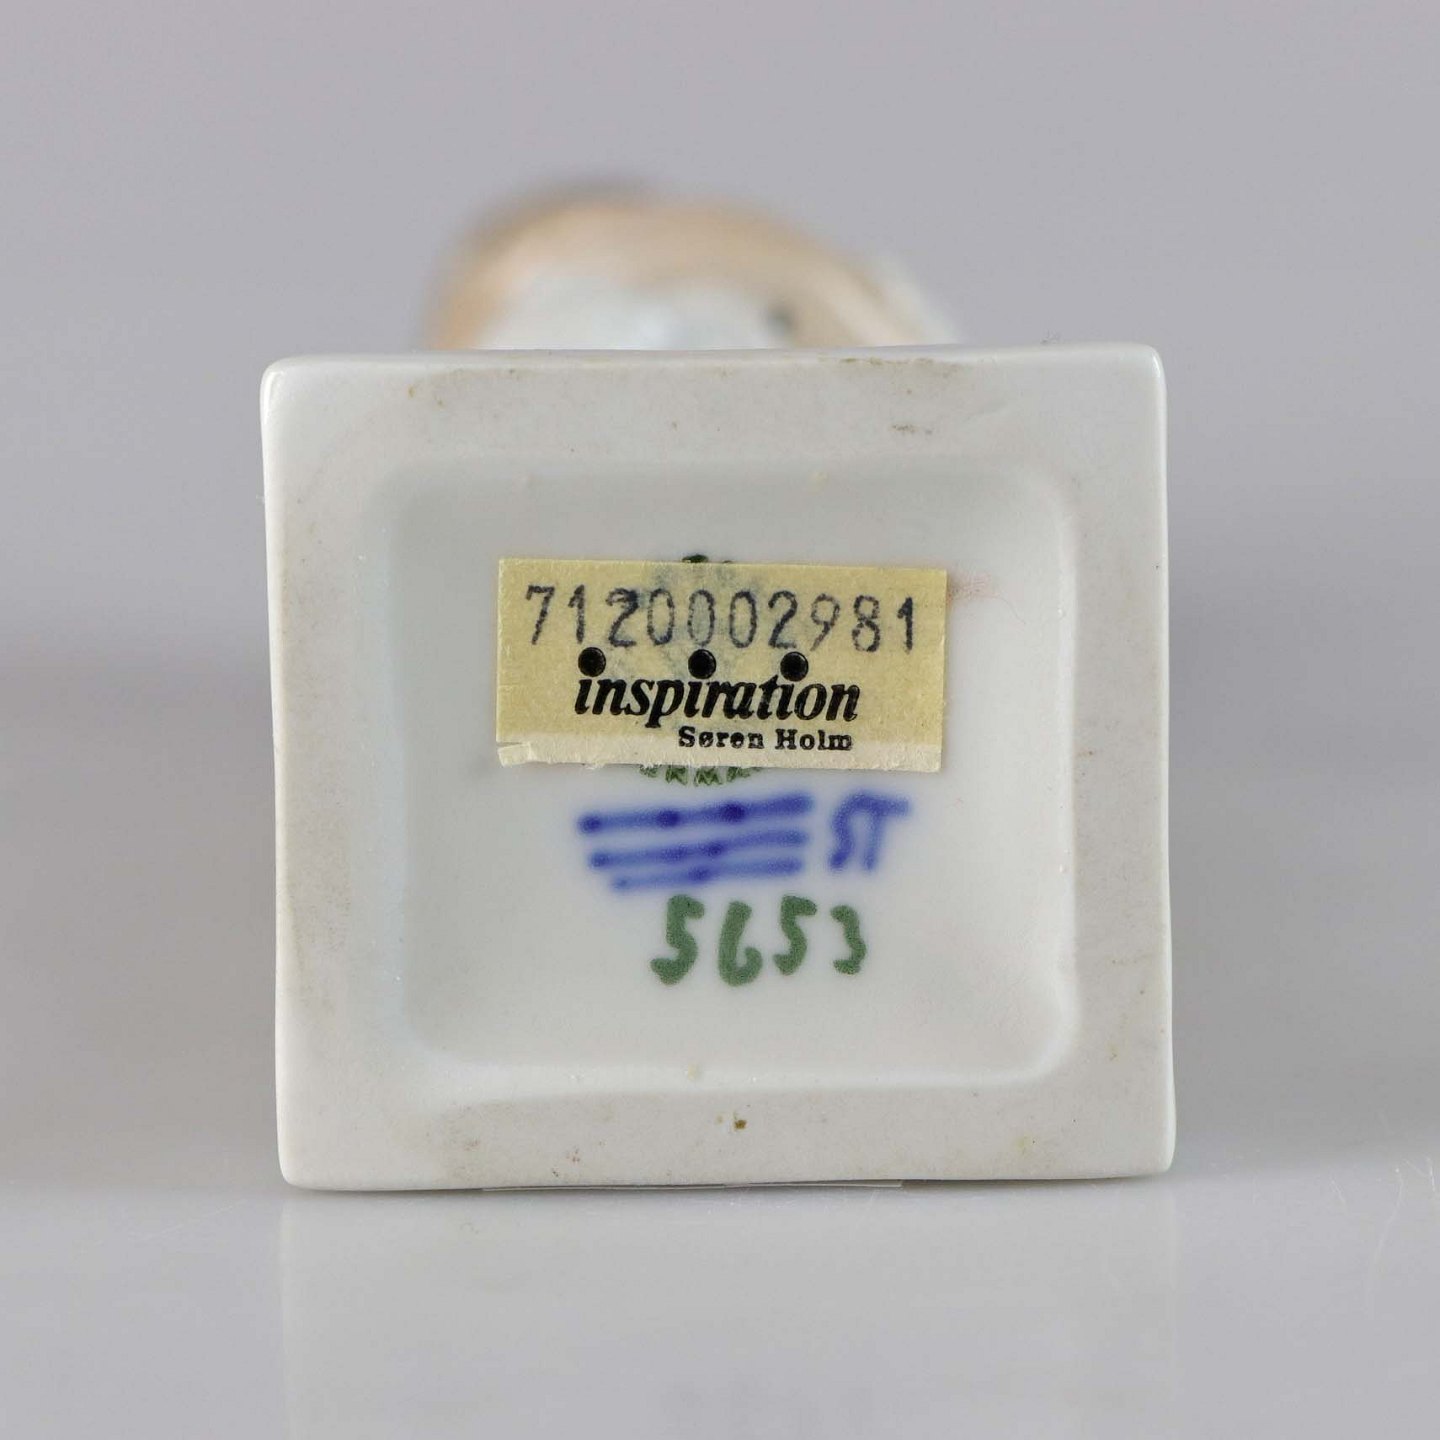 7120002981
inspiration
Søren Holm
ST
5653